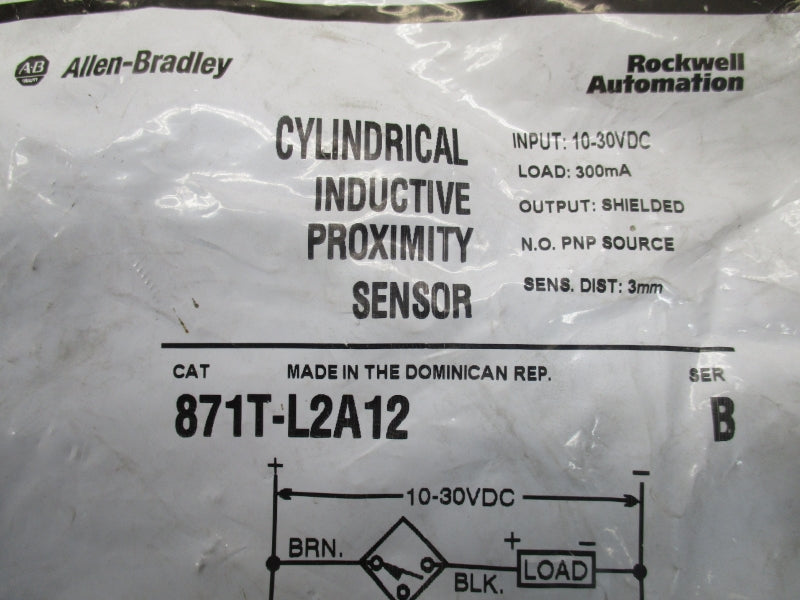 A·B Allen-Bradley
Rockwell
Automation
CYLINDRICAL
INDUCTIVE
PROXIMITY
SENSOR
INPUT: 10-30VDC
LOAD: 300mA
OUTPUT: SHIELDED
N.O. PNP SOURCE
SENS. DIST: 3mm
CAT MADE IN THE DOMINICAN REP. SER
871T-L2A12 B
+ −
10-30VDC
BRN. + −
BLK. LOAD